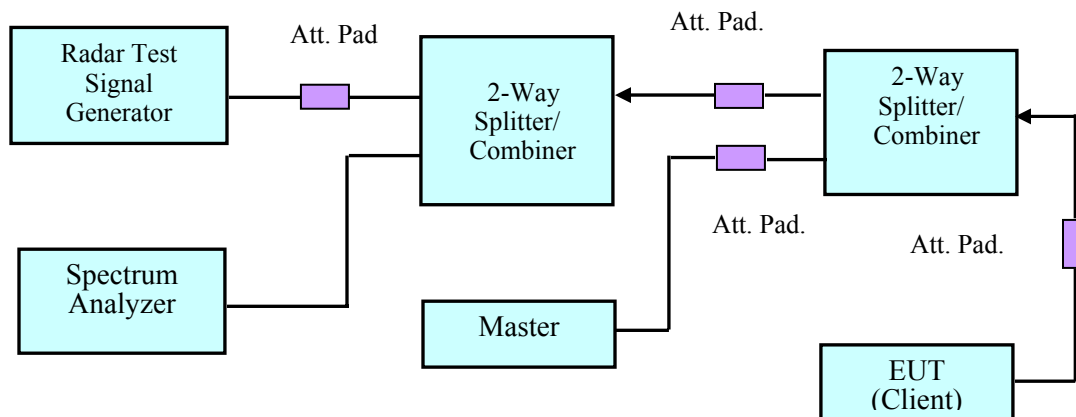 Radar Test
Signal
Generator
Att. Pad
2-Way
Splitter/
Combiner
Att. Pad.
2-Way
Splitter/
Combiner
Att. Pad.
Att. Pad.
Spectrum
Analyzer
Master
EUT
(Client)